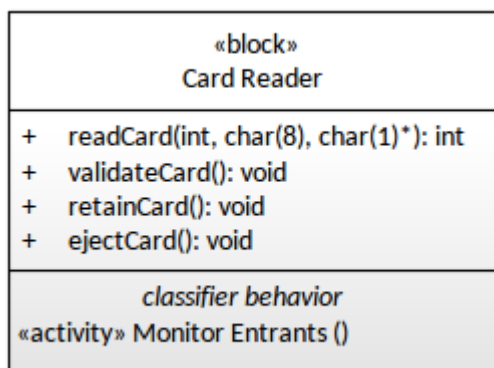 «block»
Card Reader
+ readCard(int, char(8), char(1)*): int
+ validateCard(): void
+ retainCard(): void
+ ejectCard(): void
classifier behavior
«activity» Monitor Entrants ()